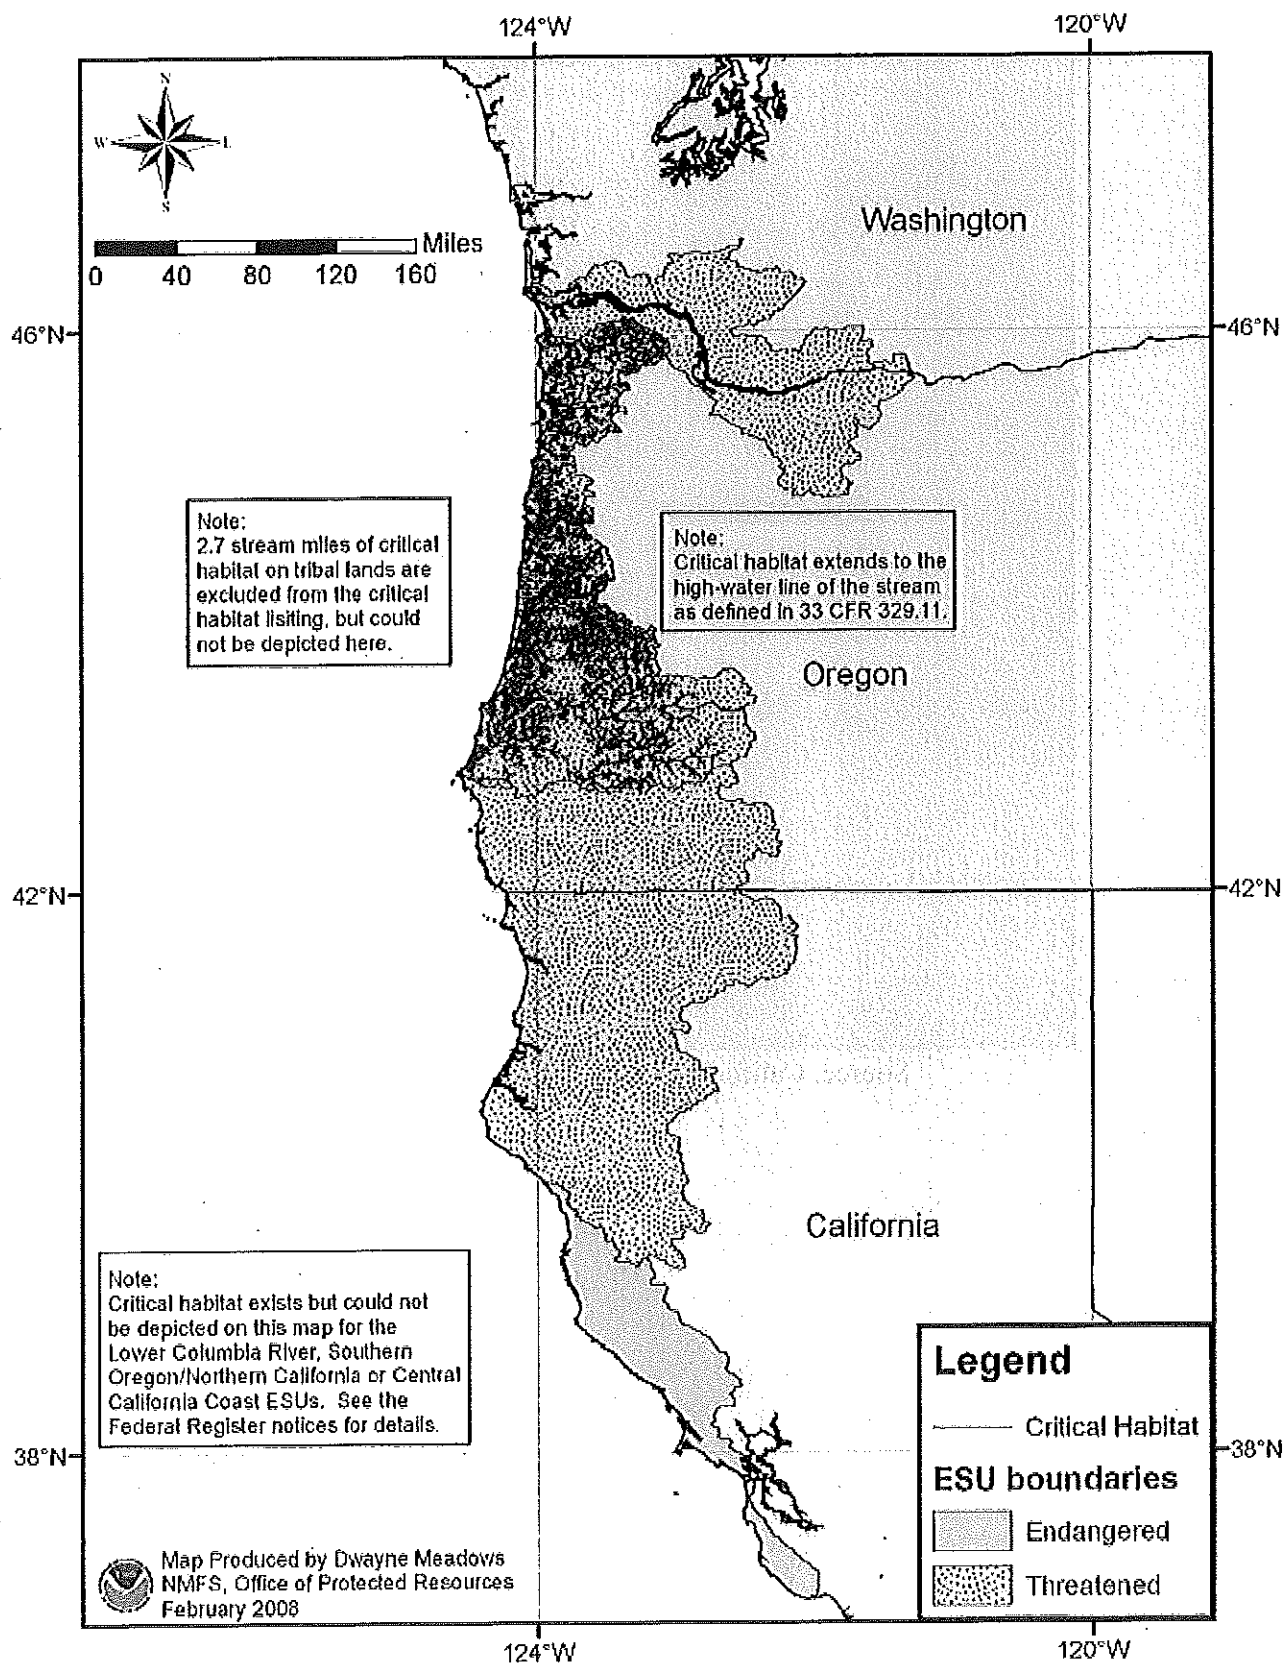 124°W
120°W
N
W
L
S
Miles
0 40 80 120 160
Washington
46°N
46°N
Note:
2.7 stream miles of critical
habitat on tribal lands are
excluded from the critical
habitat lisiting, but could
not be depicted here.
Note:
Critical habitat extends to the
high-water line of the stream
as defined in 33 CFR 329.11.
Oregon
42°N
42°N
California
Note:
Critical habitat exists but could not
be depicted on this map for the
Lower Columbia River, Southern
Oregon/Northern California or Central
California Coast ESUs. See the
Federal Register notices for details.
Legend
Critical Habitat
ESU boundaries
Endangered
Threatened
38°N
38°N
Map Produced by Dwayne Meadows
NMFS, Office of Protected Resources
February 2008
124°W
120°W